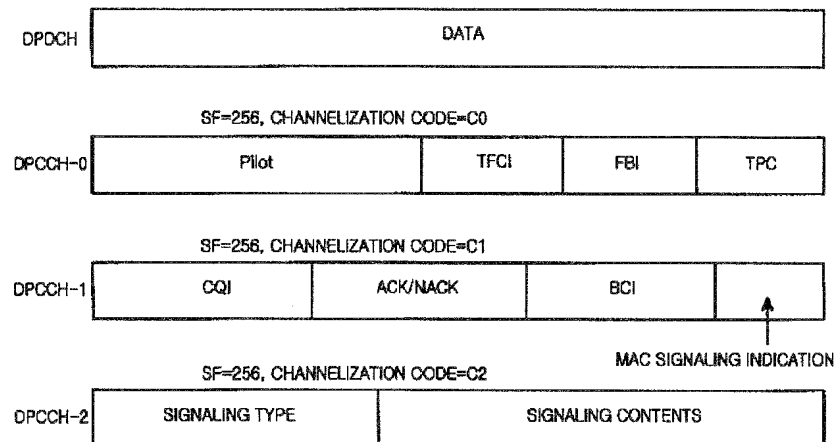 DPDCH DATA
SF=256, CHANNELIZATION CODE=C0
DPCCH-0 Pilot TFCI FBI TPC
SF=256, CHANNELIZATION CODE=C1
DPCCH-1 CQI ACK/NACK BCI
MAC SIGNALING INDICATION
SF=256, CHANNELIZATION CODE=C2
DPCCH-2 SIGNALING TYPE SIGNALING CONTENTS